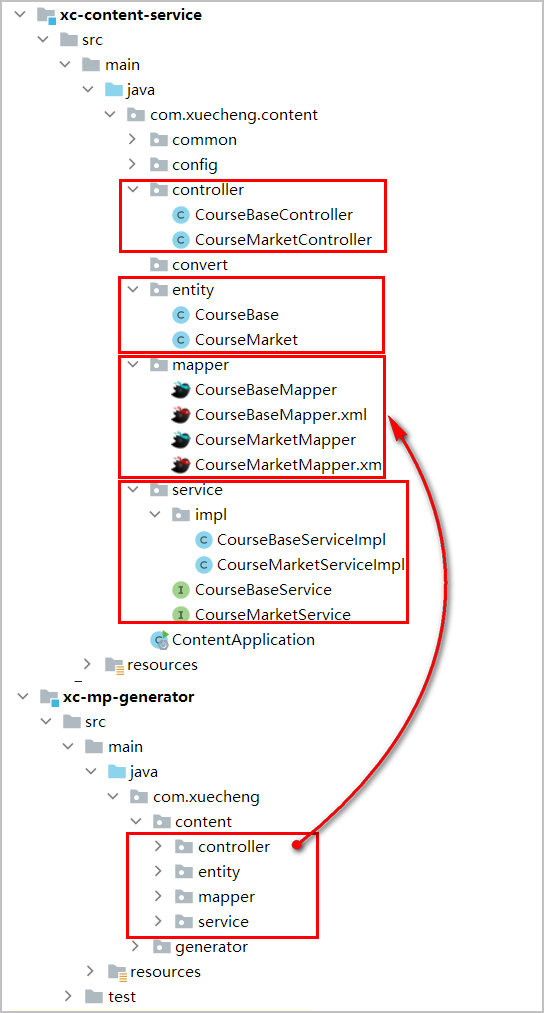 xc-content-service
src
main
java
com.xuecheng.content
common
config
controller
CourseBaseController
CourseMarketController
convert
entity
CourseBase
CourseMarket
mapper
CourseBaseMapper
CourseBaseMapper.xml
CourseMarketMapper
CourseMarketMapper.xm
service
impl
CourseBaseServiceImpl
CourseMarketServiceImpl
CourseBaseService
CourseMarketService
ContentApplication
resources
xc-mp-generator
src
main
java
com.xuecheng
content
controller
entity
mapper
service
generator
resources
test